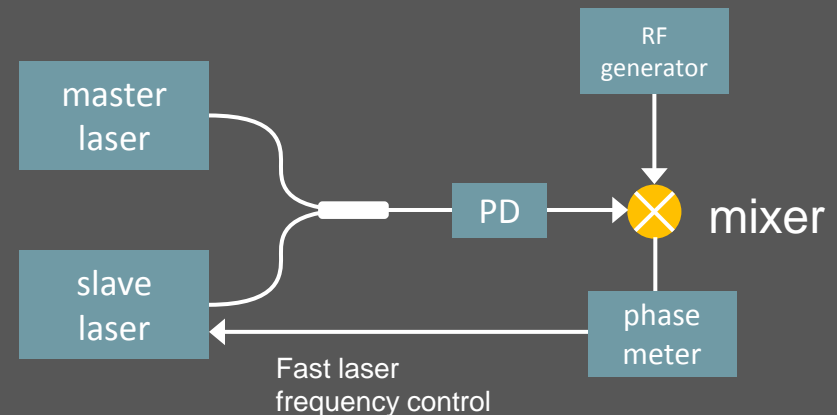 RF
generator
master
laser
PD
mixer
slave
laser
phase
meter
Fast laser
frequency control